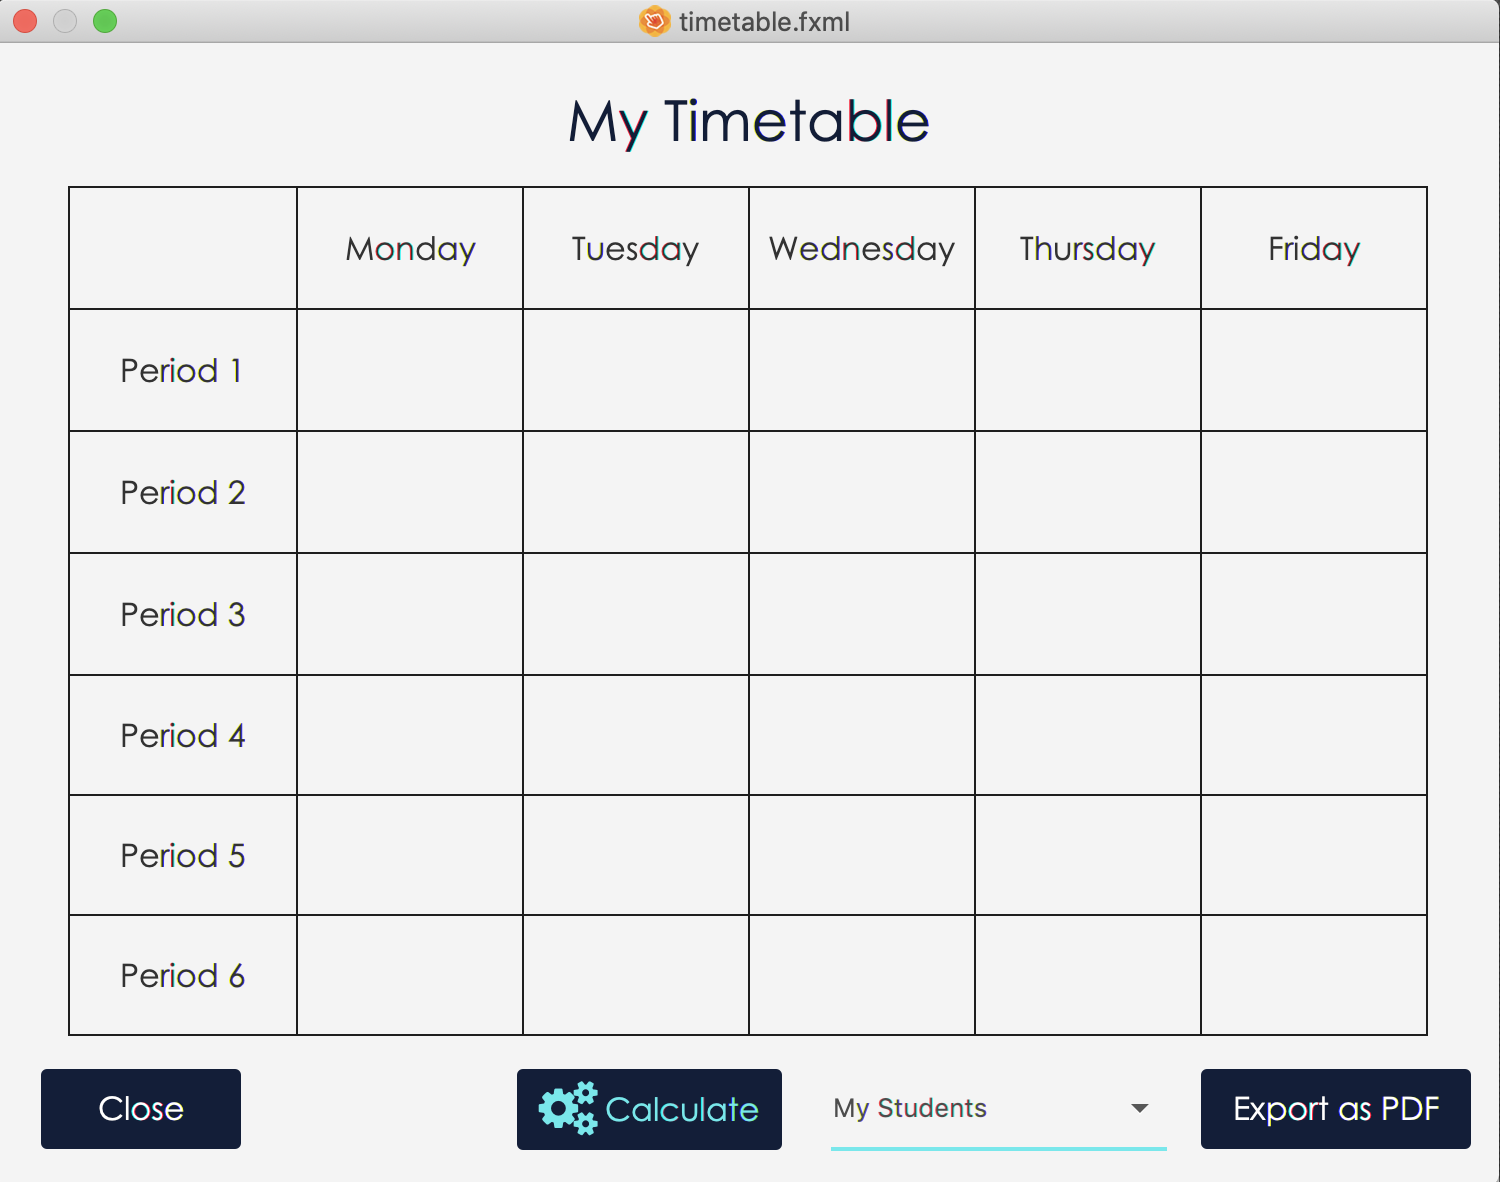 timetable.fxml
My Timetable
Monday Tuesday Wednesday Thursday Friday
Period 1
Period 2
Period 3
Period 4
Period 5
Period 6
Close Calculate My Students Export as PDF